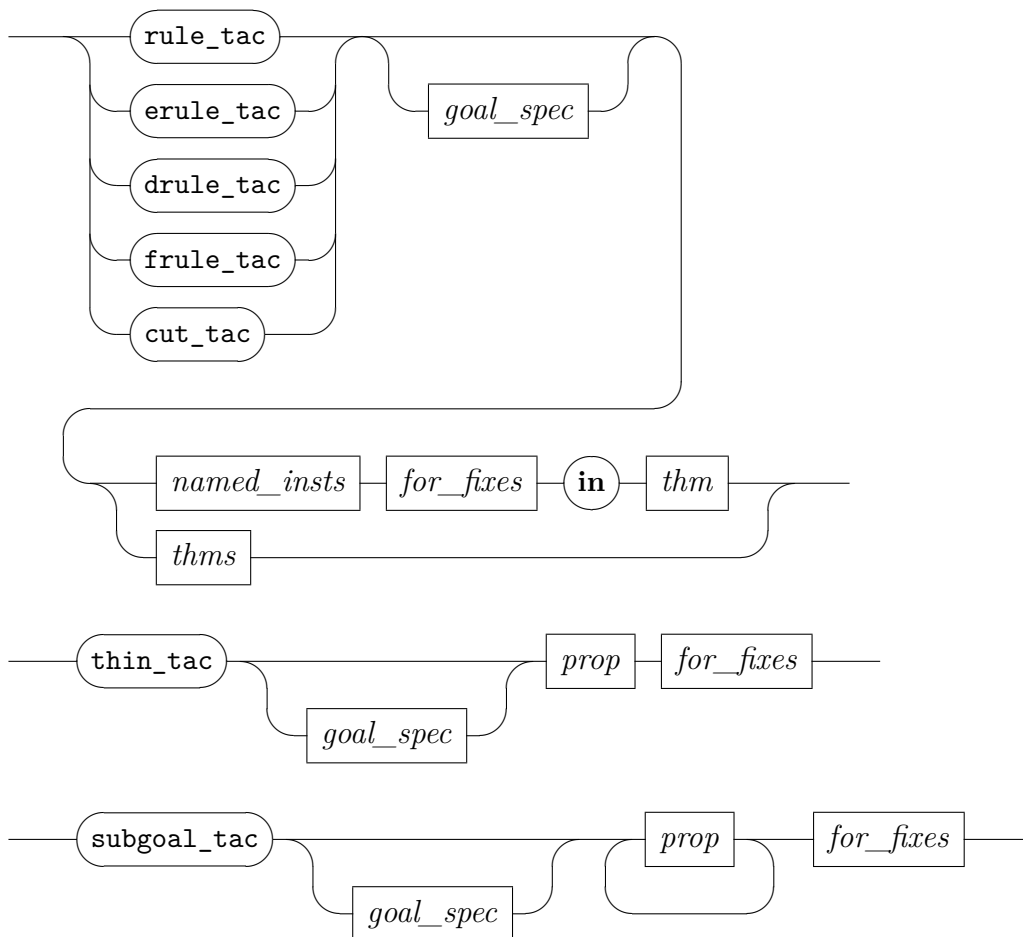 rule_tac
goal_spec
erule_tac
drule_tac
frule_tac
cut_tac
named_insts for_fixes in thm
thms
thin_tac prop for_fixes
goal_spec
subgoal_tac prop for_fixes
goal_spec